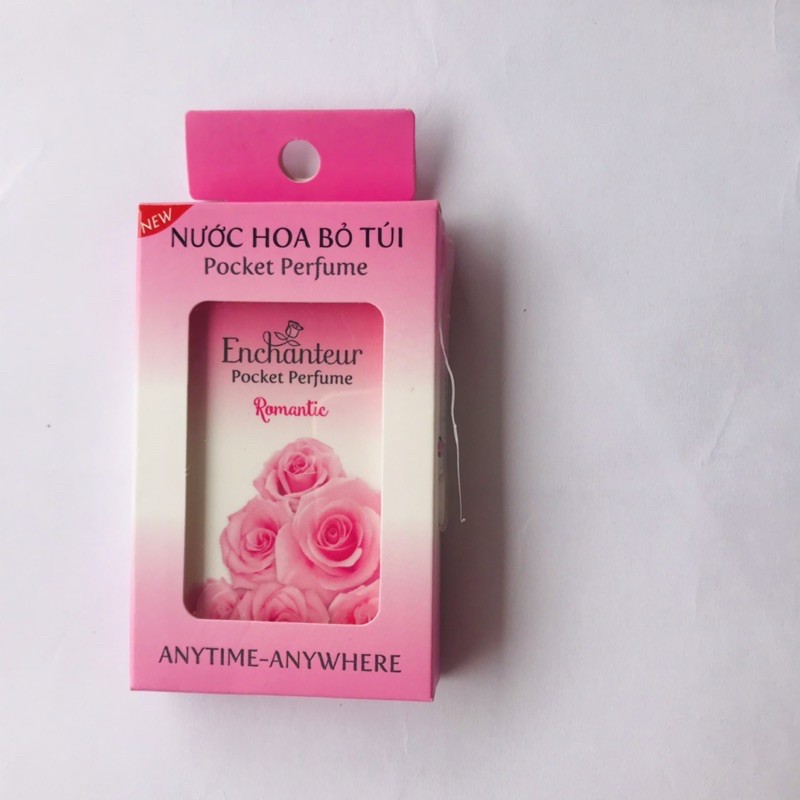 NEW
NƯỚC HOA BỎ TÚI
Pocket Perfume
Enchanteur
Pocket Perfume
Romantic
ANYTIME-ANYWHERE